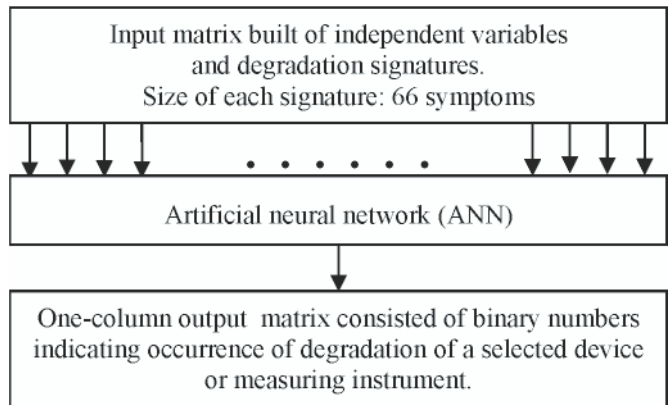 Input matrix built of independent variables
and degradation signatures.
Size of each signature: 66 symptoms
Artificial neural network (ANN)
One-column output matrix consisted of binary numbers
indicating occurrence of degradation of a selected device
or measuring instrument.